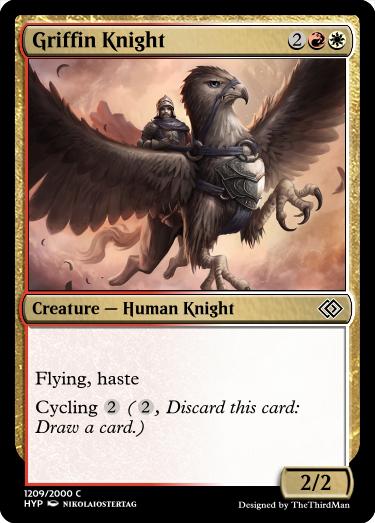 Griffin Knight 2
Creature — Human Knight
Flying, haste
Cycling 2 ( 2, Discard this card:
Draw a card.)
2/2
1209/2000 C
HYP NIKOLAIOSTERTAG
Designed by TheThirdMan